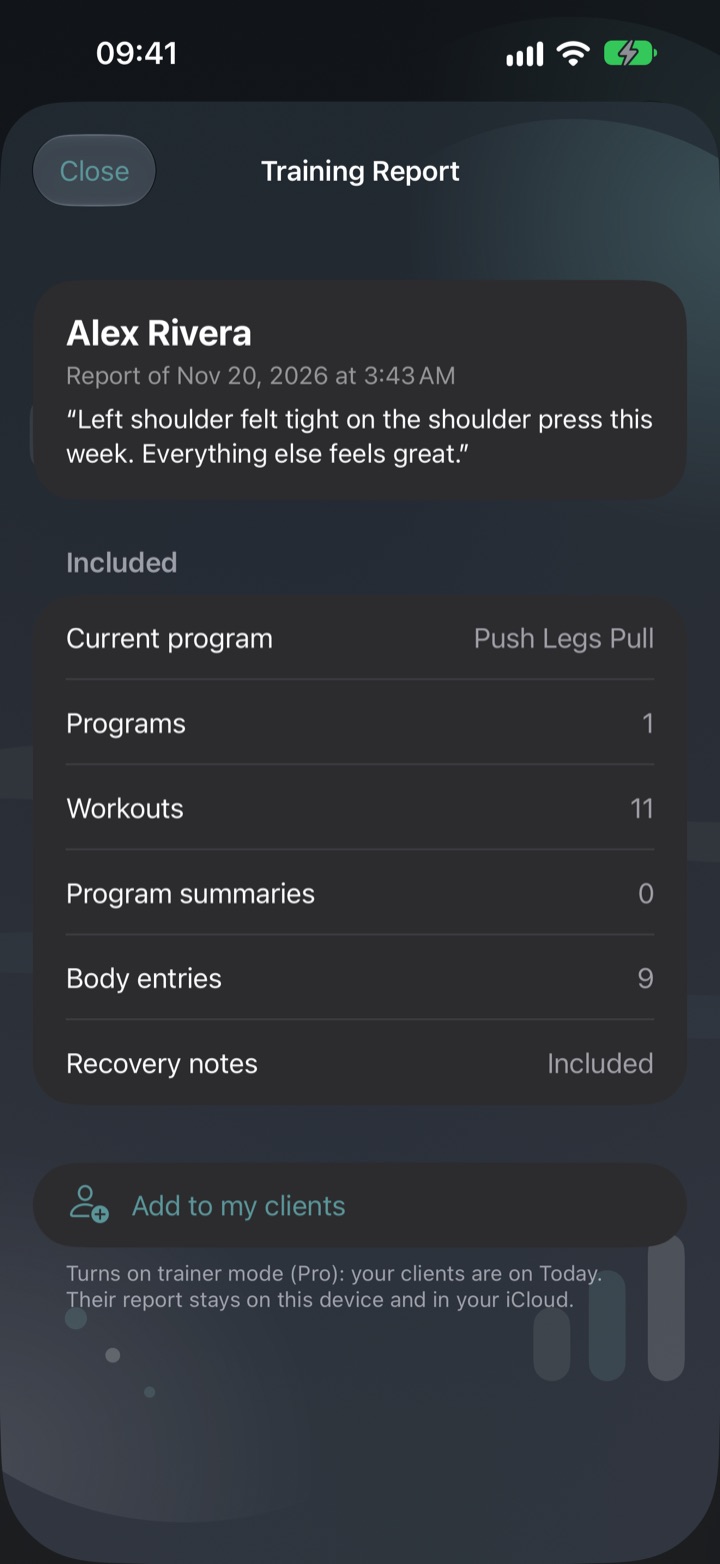 09:41
Close
Training Report
Alex Rivera
Report of Nov 20, 2026 at 3:43 AM
“Left shoulder felt tight on the shoulder press this
week. Everything else feels great.”
Included
Current program Push Legs Pull
Programs 1
Workouts 11
Program summaries 0
Body entries 9
Recovery notes Included
Add to my clients
Turns on trainer mode (Pro): your clients are on Today.
Their report stays on this device and in your iCloud.